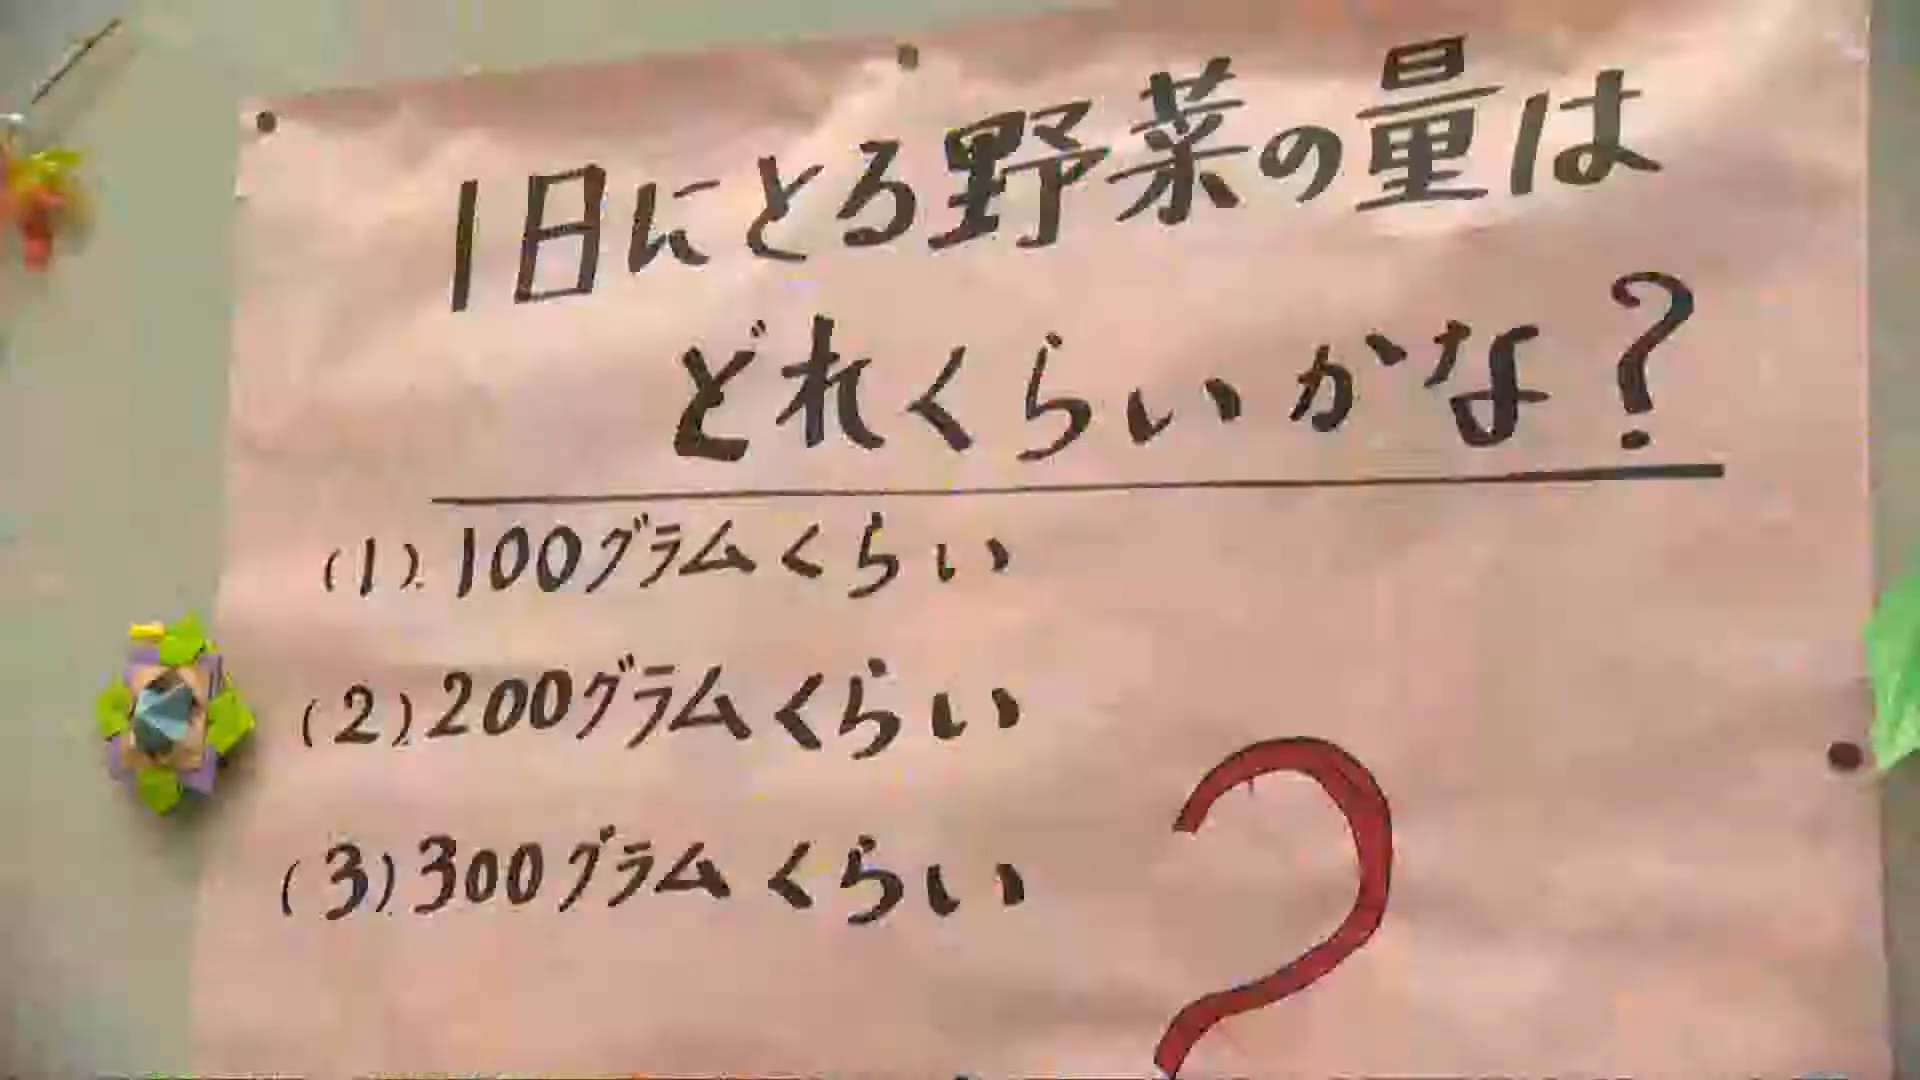 1日にとる野菜の量は
どれくらいかな?
(1).100グラムくらい
(2).200グラムくらい
(3).300グラムくらい
?